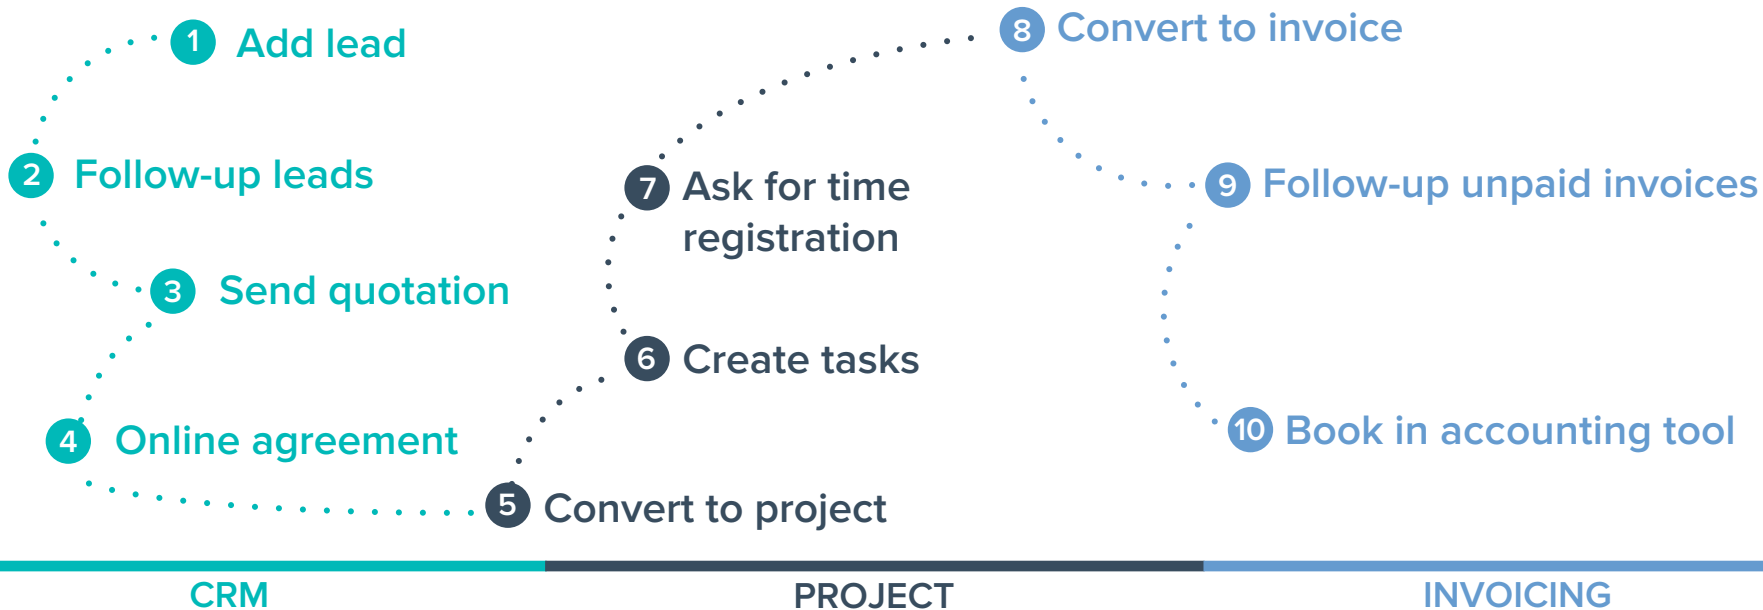 1 Add lead
2 Follow-up leads
3 Send quotation
4 Online agreement
5 Convert to project
6 Create tasks
7 Ask for time
registration
8 Convert to invoice
9 Follow-up unpaid invoices
10 Book in accounting tool
CRM
PROJECT
INVOICING